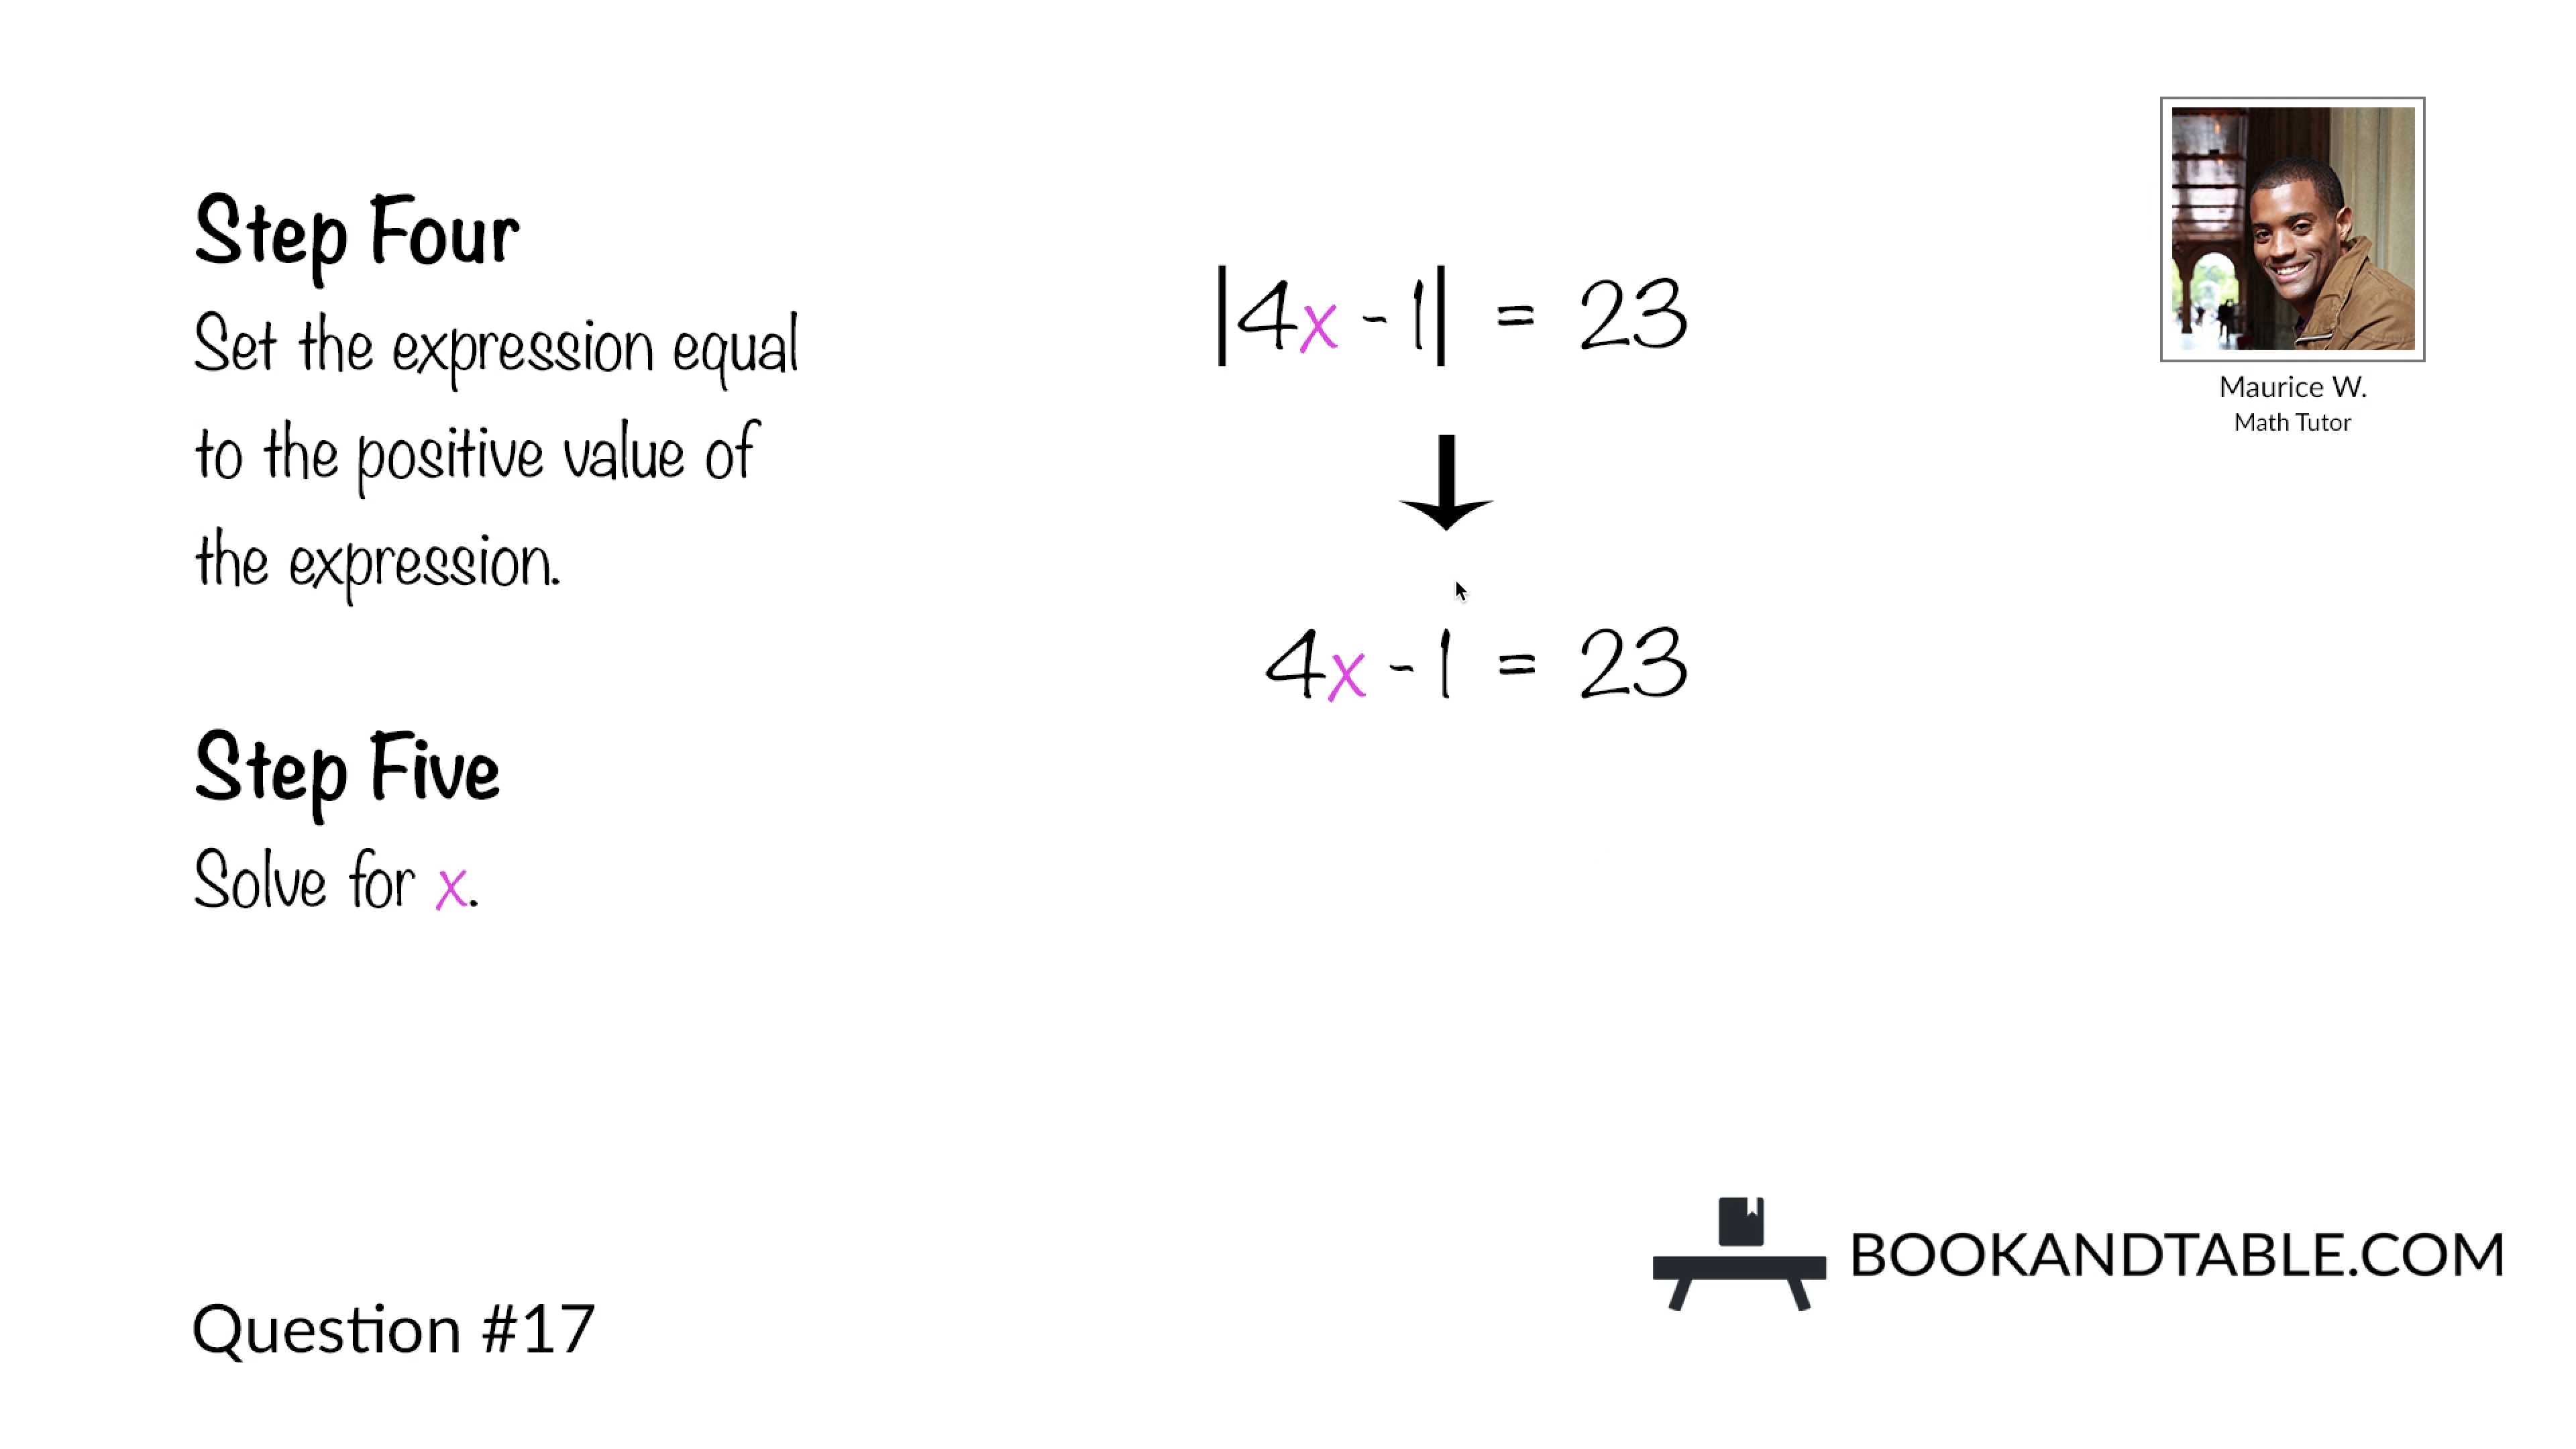 Step Four
Set the expression equal
to the positive value of
the expression.
|4x - 1| = 23
4x - 1 = 23
Step Five
Solve for x.
Maurice W.
Math Tutor
BOOKANDTABLE.COM
Question #17